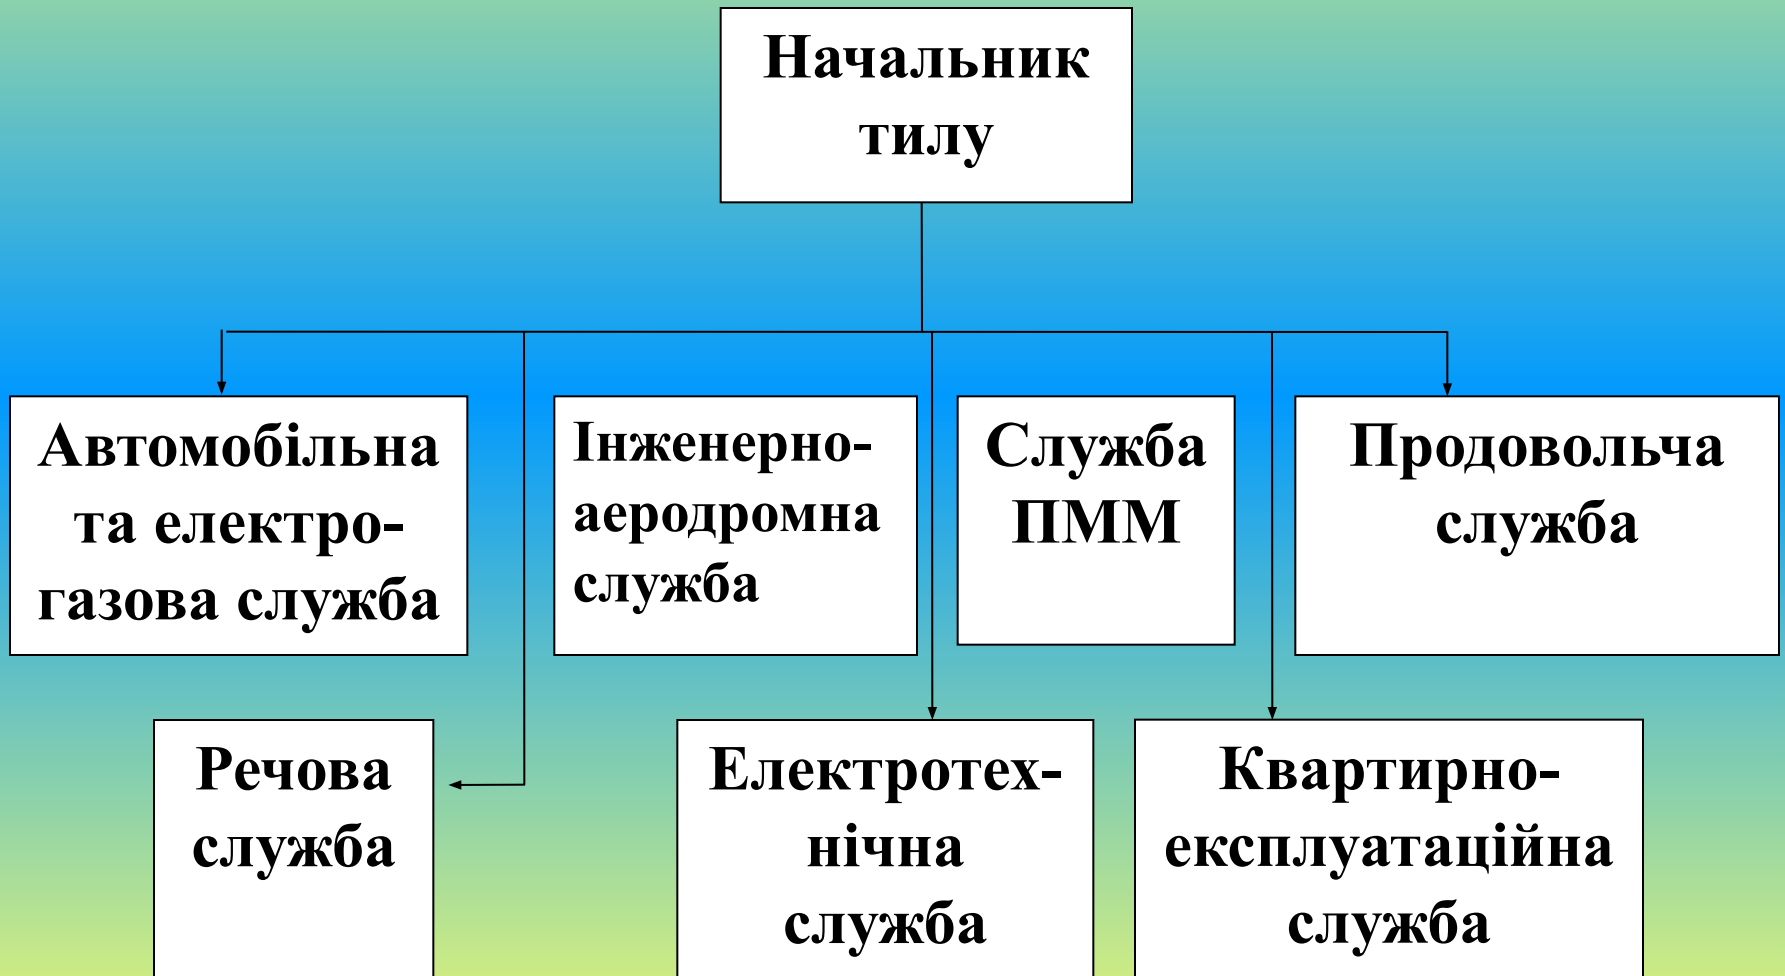 Начальник
тилу
Автомобільна
та електро-
газова служба
Інженерно-
аеродромна
служба
Служба
ПММ
Продовольча
служба
Речова
служба
Електротех-
нічна
служба
Квартирно-
експлуатаційна
служба